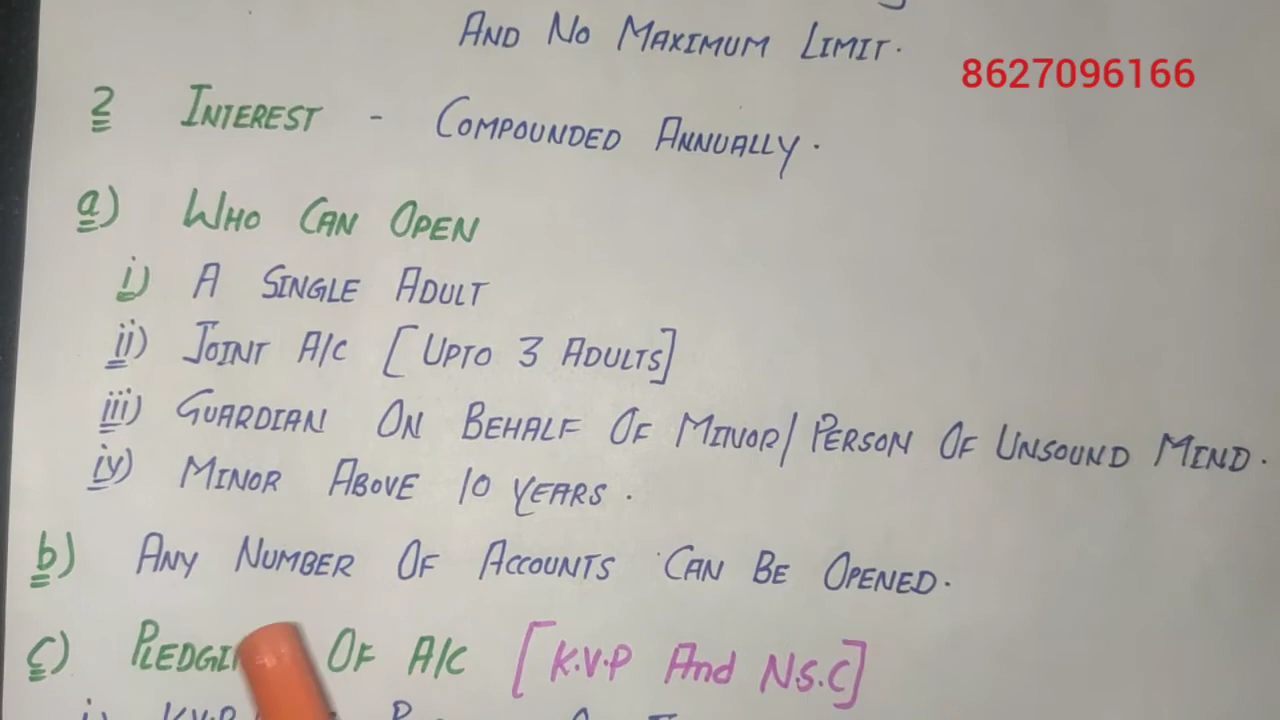 AND NO MAXIMUM LIMIT.
8627096166
2 INTEREST - COMPOUNDED ANNUALLY.
a) WHO CAN OPEN
i) A SINGLE ADULT
ii) JOINT A/C [UPTO 3 ADULTS]
iii) GUARDIAN ON BEHALF OF MINOR/PERSON OF UNSOUND MIND.
iv) MINOR ABOVE 10 YEARS.
b) ANY NUMBER OF ACCOUNTS CAN BE OPENED.
c) OF A/C [K.V.P And N.S.C]